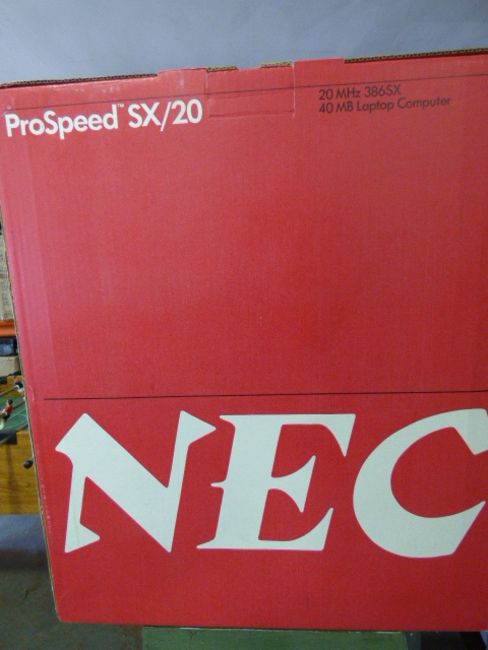 ProSpeed™ SX/20
20 MHz 386SX
40 MB Laptop Computer
NEC